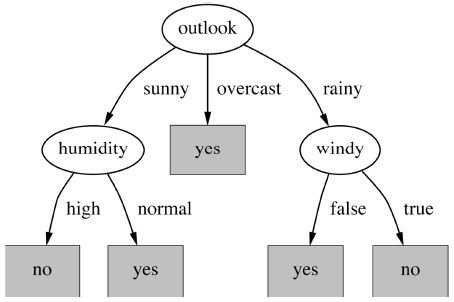 outlook
sunny overcast rainy
humidity yes windy
high normal false true
no yes yes no